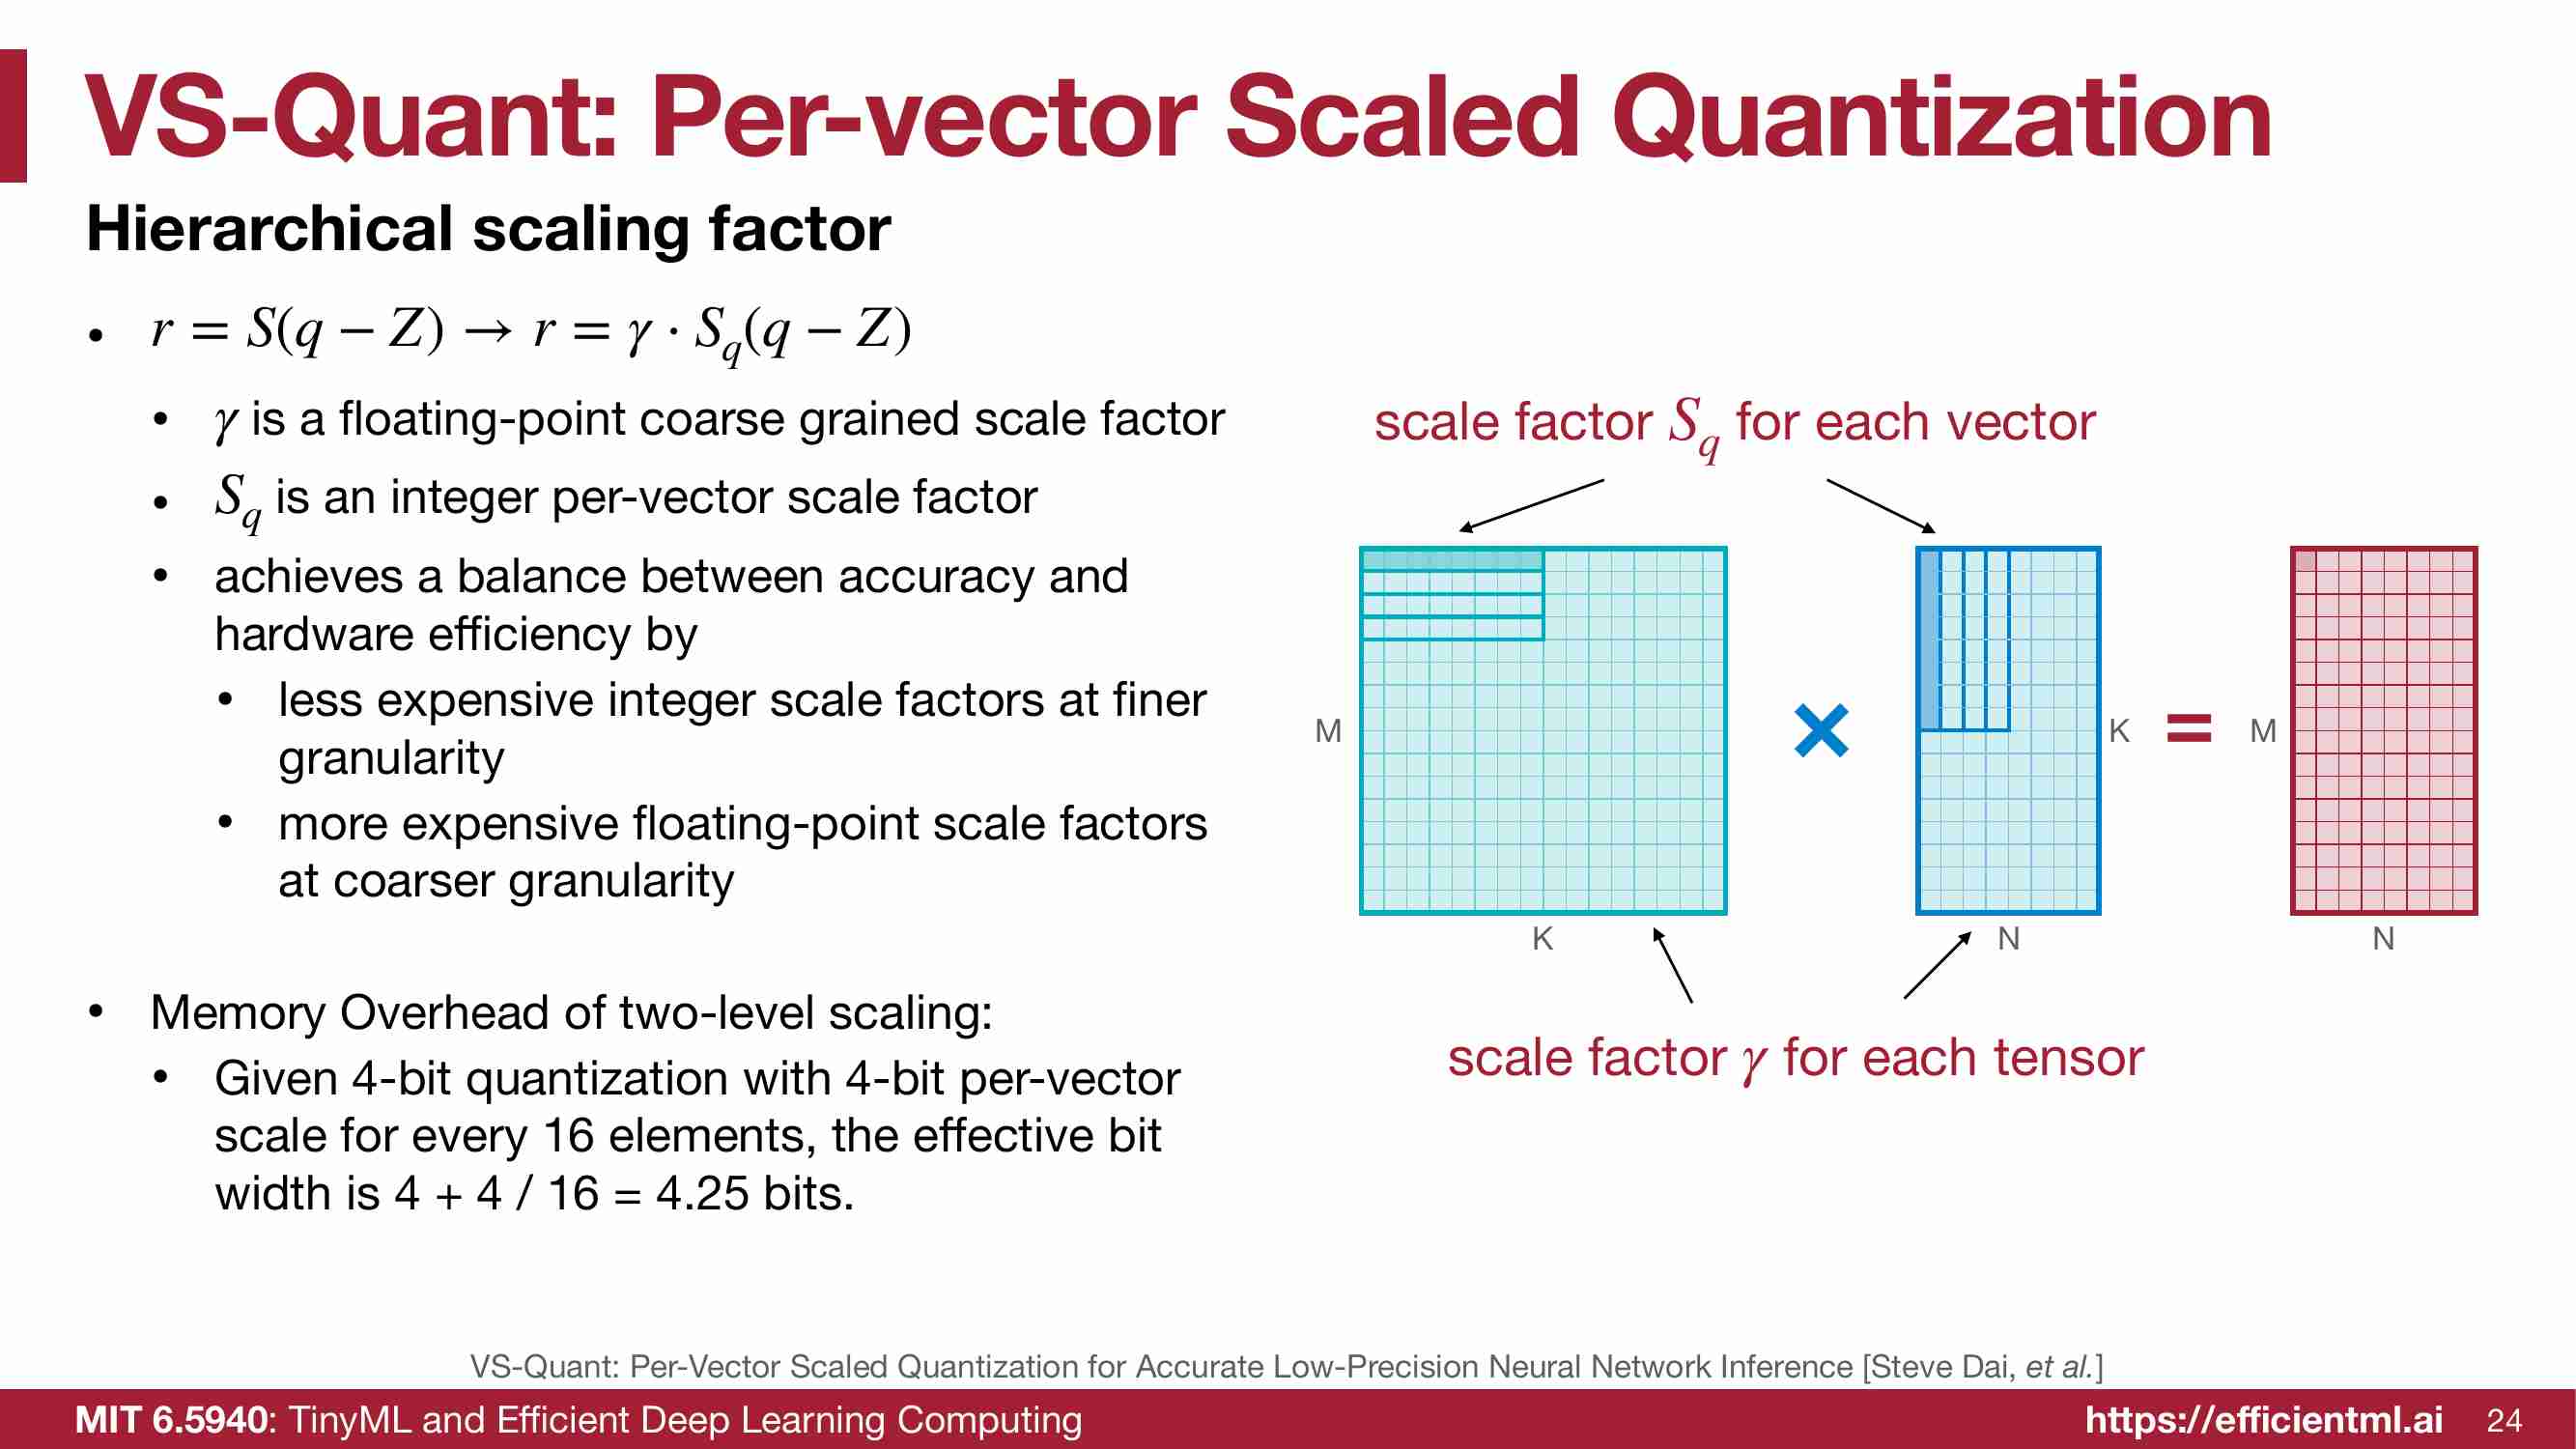 VS-Quant: Per-vector Scaled Quantization
Hierarchical scaling factor
• r = S(q − Z) → r = γ · S_q(q − Z)
• γ is a floating-point coarse grained scale factor
• S_q is an integer per-vector scale factor
• achieves a balance between accuracy and
hardware efficiency by
• less expensive integer scale factors at finer
granularity
• more expensive floating-point scale factors
at coarser granularity
• Memory Overhead of two-level scaling:
• Given 4-bit quantization with 4-bit per-vector
scale for every 16 elements, the effective bit
width is 4 + 4 / 16 = 4.25 bits.
scale factor S_q for each vector
M
K
×
K
N
=
M
N
scale factor γ for each tensor
VS-Quant: Per-Vector Scaled Quantization for Accurate Low-Precision Neural Network Inference [Steve Dai, et al.]
MIT 6.5940: TinyML and Efficient Deep Learning Computing
https://efficientml.ai
24